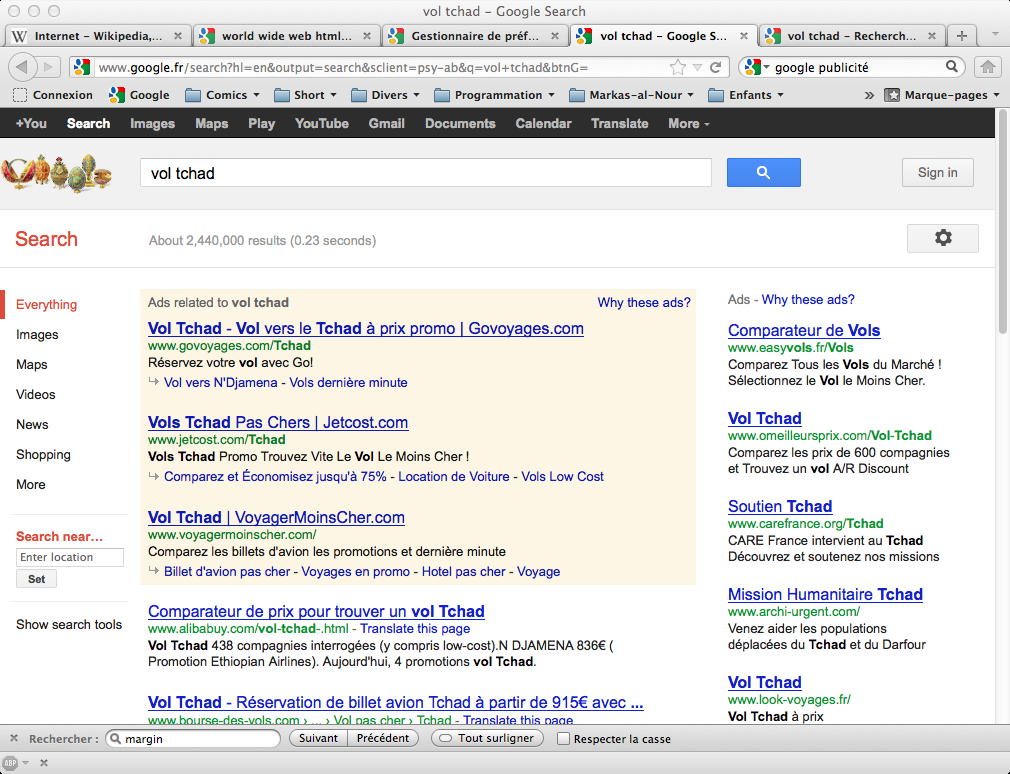 vol tchad – Google Search
Internet – Wikipedia,...
world wide web html...
Gestionnaire de préf...
vol tchad – Google S...
vol tchad – Recherch...
www.google.fr/search?hl=en&output=search&sclient=psy-ab&q=vol+tchad&btnG=
google publicité
Connexion
Google
Comics
Short
Divers
Programmation
Markas-al-Nour
Enfants
»
Marque-pages
+You
Search
Images
Maps
Play
YouTube
Gmail
Documents
Calendar
Translate
More
vol tchad
Sign in
Search
About 2,440,000 results (0.23 seconds)
Everything
Images
Maps
Videos
News
Shopping
More
Search near...
Enter location
Set
Show search tools
Ads related to vol tchad
Why these ads?
Vol Tchad - Vol vers le Tchad à prix promo | Govoyages.com
www.govoyages.com/Tchad
Réservez votre vol avec Go!
Vol vers N'Djamena - Vols dernière minute
Vols Tchad Pas Chers | Jetcost.com
www.jetcost.com/Tchad
Vols Tchad Promo Trouvez Vite Le Vol Le Moins Cher !
Comparez et Économisez jusqu'à 75% - Location de Voiture - Vols Low Cost
Vol Tchad | VoyagerMoinsCher.com
www.voyagermoinscher.com/
Comparez les billets d'avion les promotions et dernière minute
Billet d'avion pas cher - Voyages en promo - Hotel pas cher - Voyage
Comparateur de prix pour trouver un vol Tchad
www.alibabuy.com/vol-tchad-.html - Translate this page
Vol Tchad 438 compagnies interrogées (y compris low-cost).N DJAMENA 836€ (
Promotion Ethiopian Airlines). Aujourd'hui, 4 promotions vol Tchad.
Vol Tchad - Réservation de billet avion Tchad à partir de 915€ avec ...
www.bourse-des-vols.com › ... › Vol pas cher › Tchad - Translate this page
Ads - Why these ads?
Comparateur de Vols
www.easyvols.fr/Vols
Comparez Tous les Vols du Marché !
Sélectionnez le Vol le Moins Cher.
Vol Tchad
www.omeilleursprix.com/Vol-Tchad
Comparez les prix de 600 compagnies
et Trouvez un vol A/R Discount
Soutien Tchad
www.carefrance.org/Tchad
CARE France intervient au Tchad
Découvrez et soutenez nos missions
Mission Humanitaire Tchad
www.archi-urgent.com/
Venez aider les populations
déplacées du Tchad et du Darfour
Vol Tchad
www.look-voyages.fr/
Vol Tchad à prix
Rechercher :
margin
Suivant
Précédent
Tout surligner
Respecter la casse
ABP